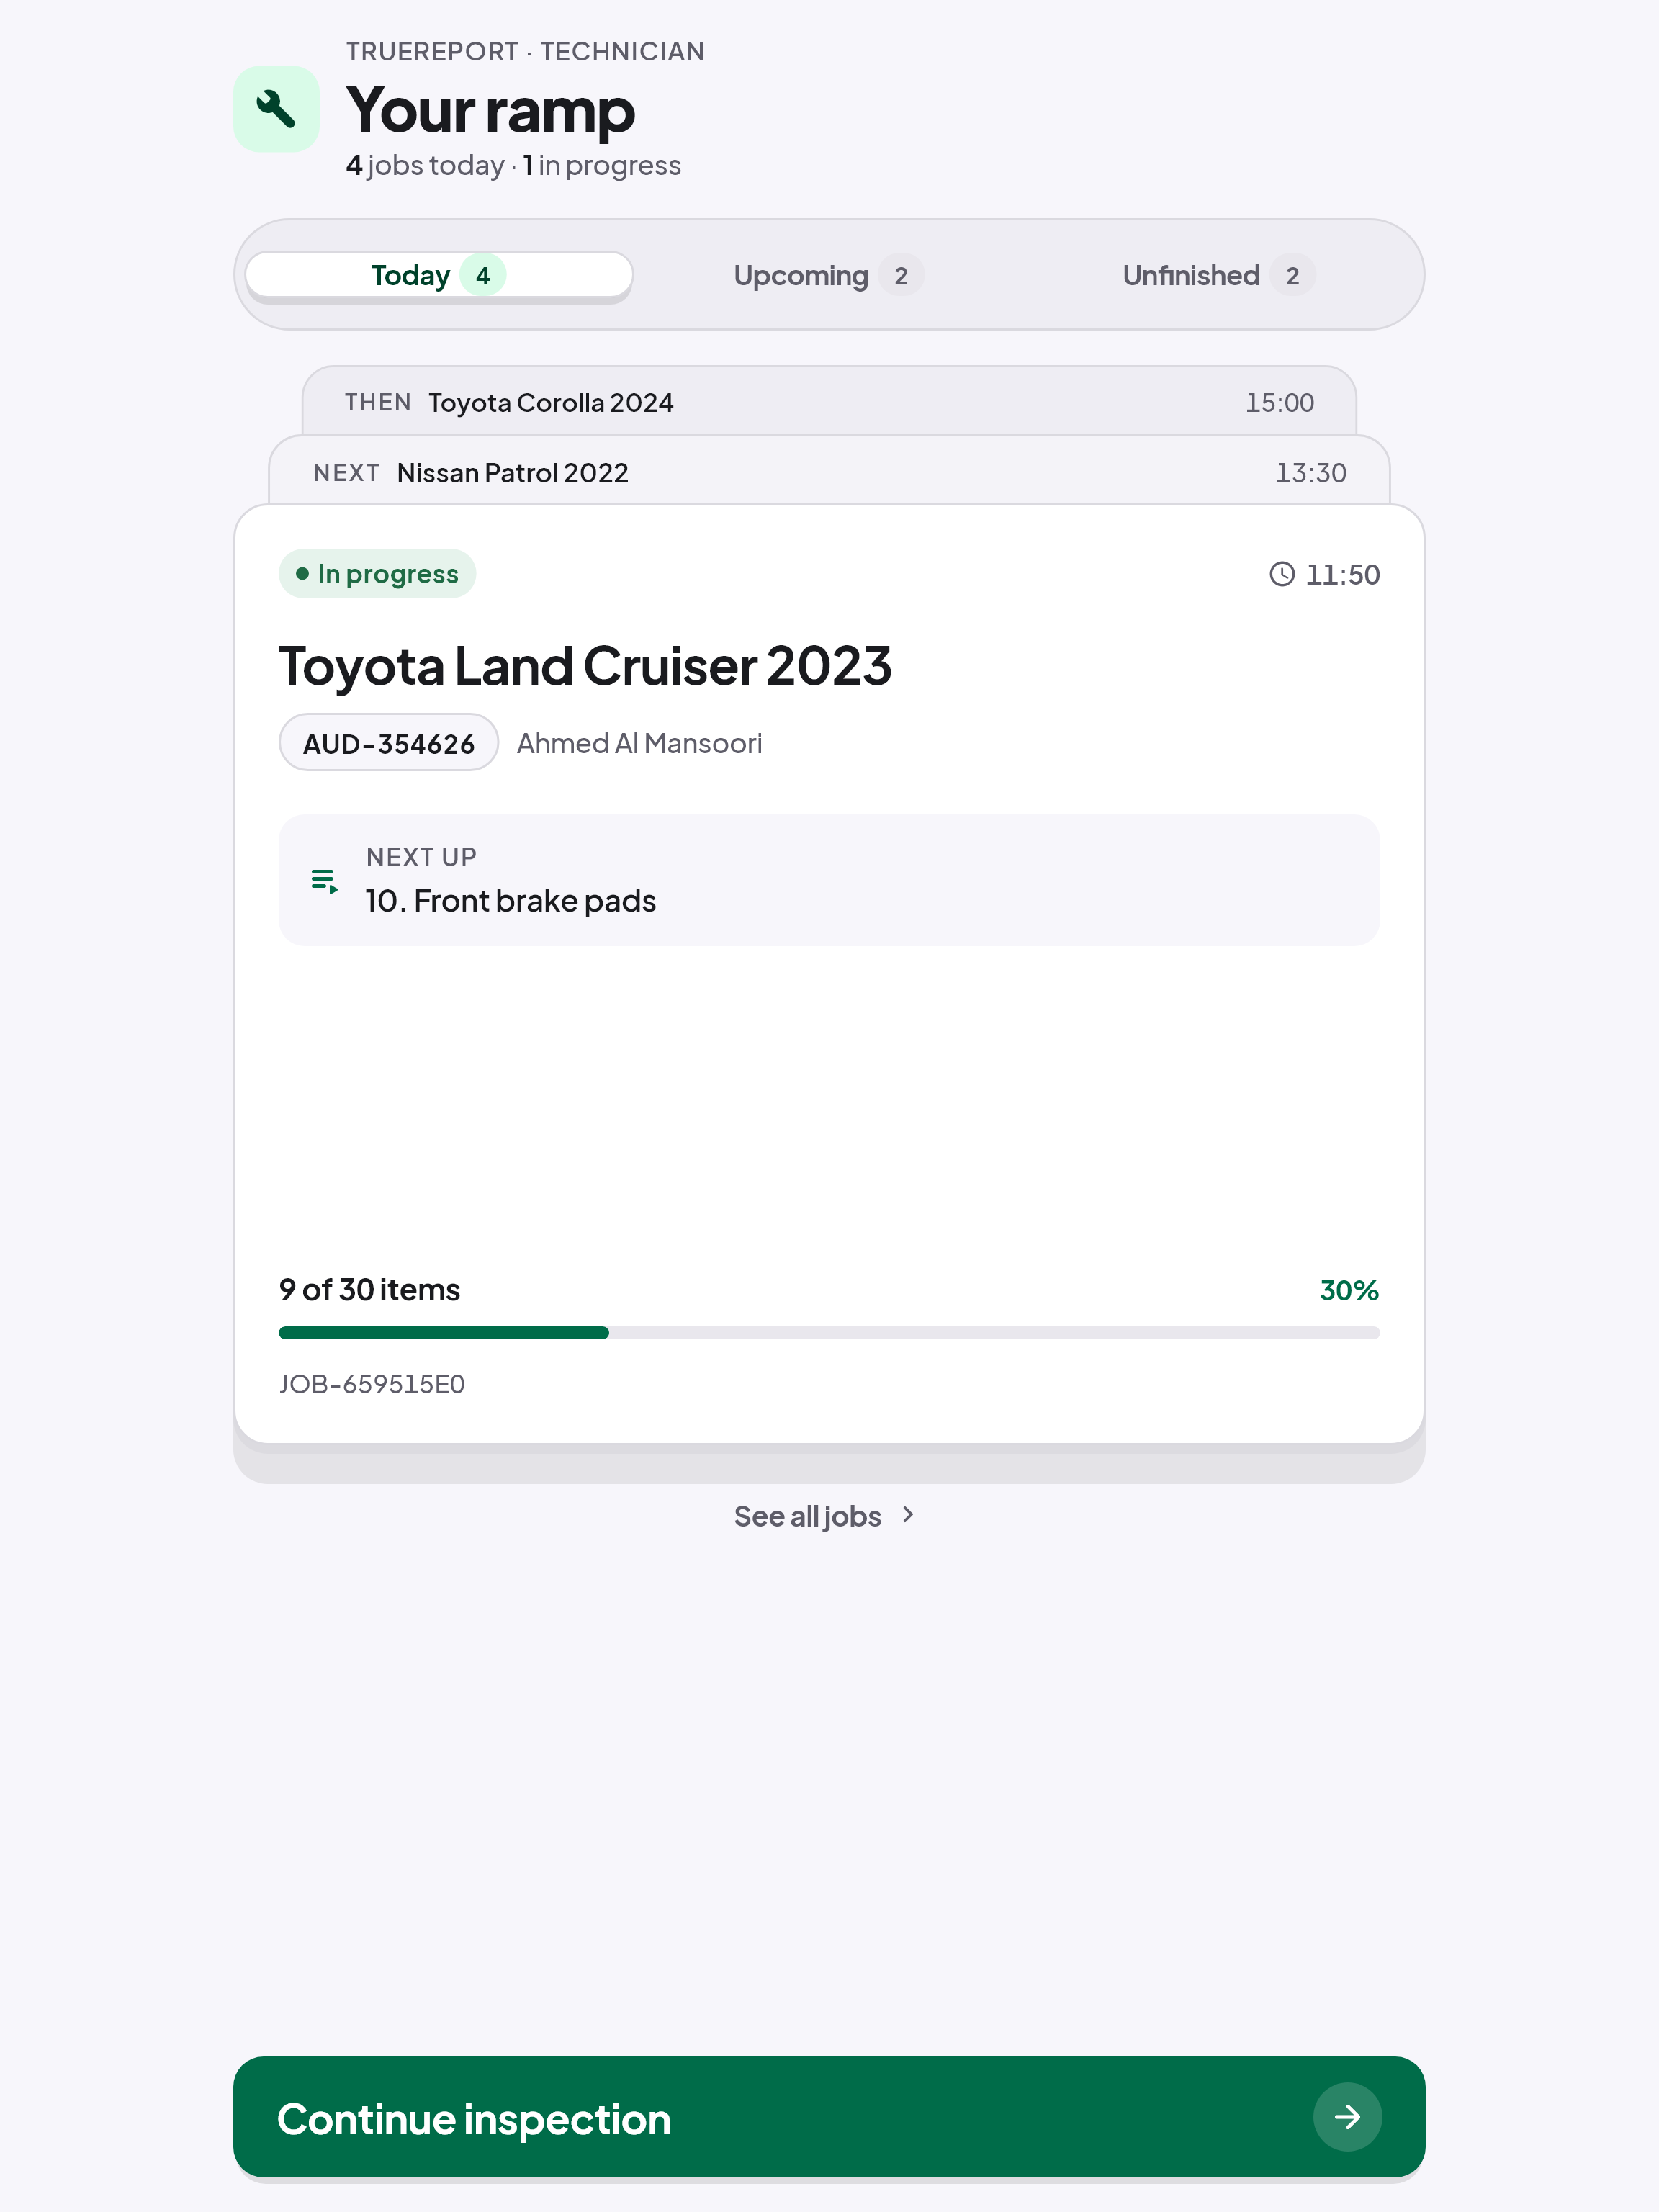 TRUEREPORT · TECHNICIAN
Your ramp
4 jobs today · 1 in progress
Today 4
Upcoming 2
Unfinished 2
THEN Toyota Corolla 2024 15:00
NEXT Nissan Patrol 2022 13:30
In progress 11:50
Toyota Land Cruiser 2023
AUD-354626 Ahmed Al Mansoori
NEXT UP
10. Front brake pads
9 of 30 items 30%
JOB-659515E0
See all jobs
Continue inspection